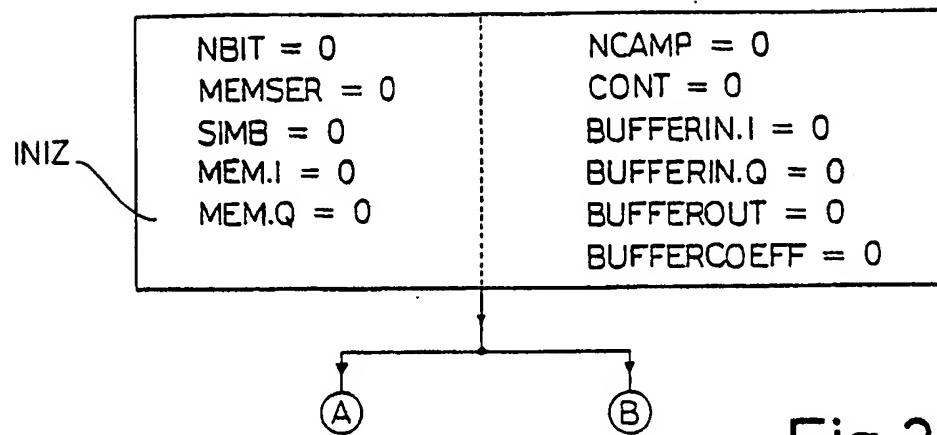 NBIT = 0
MEMSER = 0
SIMB = 0
MEM.I = 0
MEM.Q = 0
NCAMP = 0
CONT = 0
BUFFERIN.I = 0
BUFFERIN.Q = 0
BUFFEROUT = 0
BUFFERCOEFF = 0
INIZ
A
B